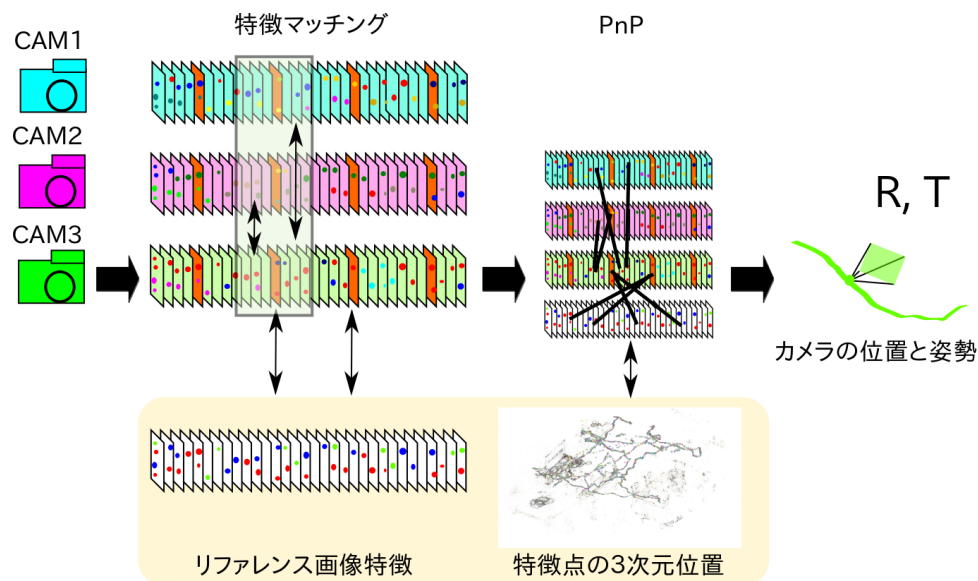 特徴マッチング
PnP
CAM1
CAM2
CAM3
R, T
カメラの位置と姿勢
リファレンス画像特徴
特徴点の3次元位置